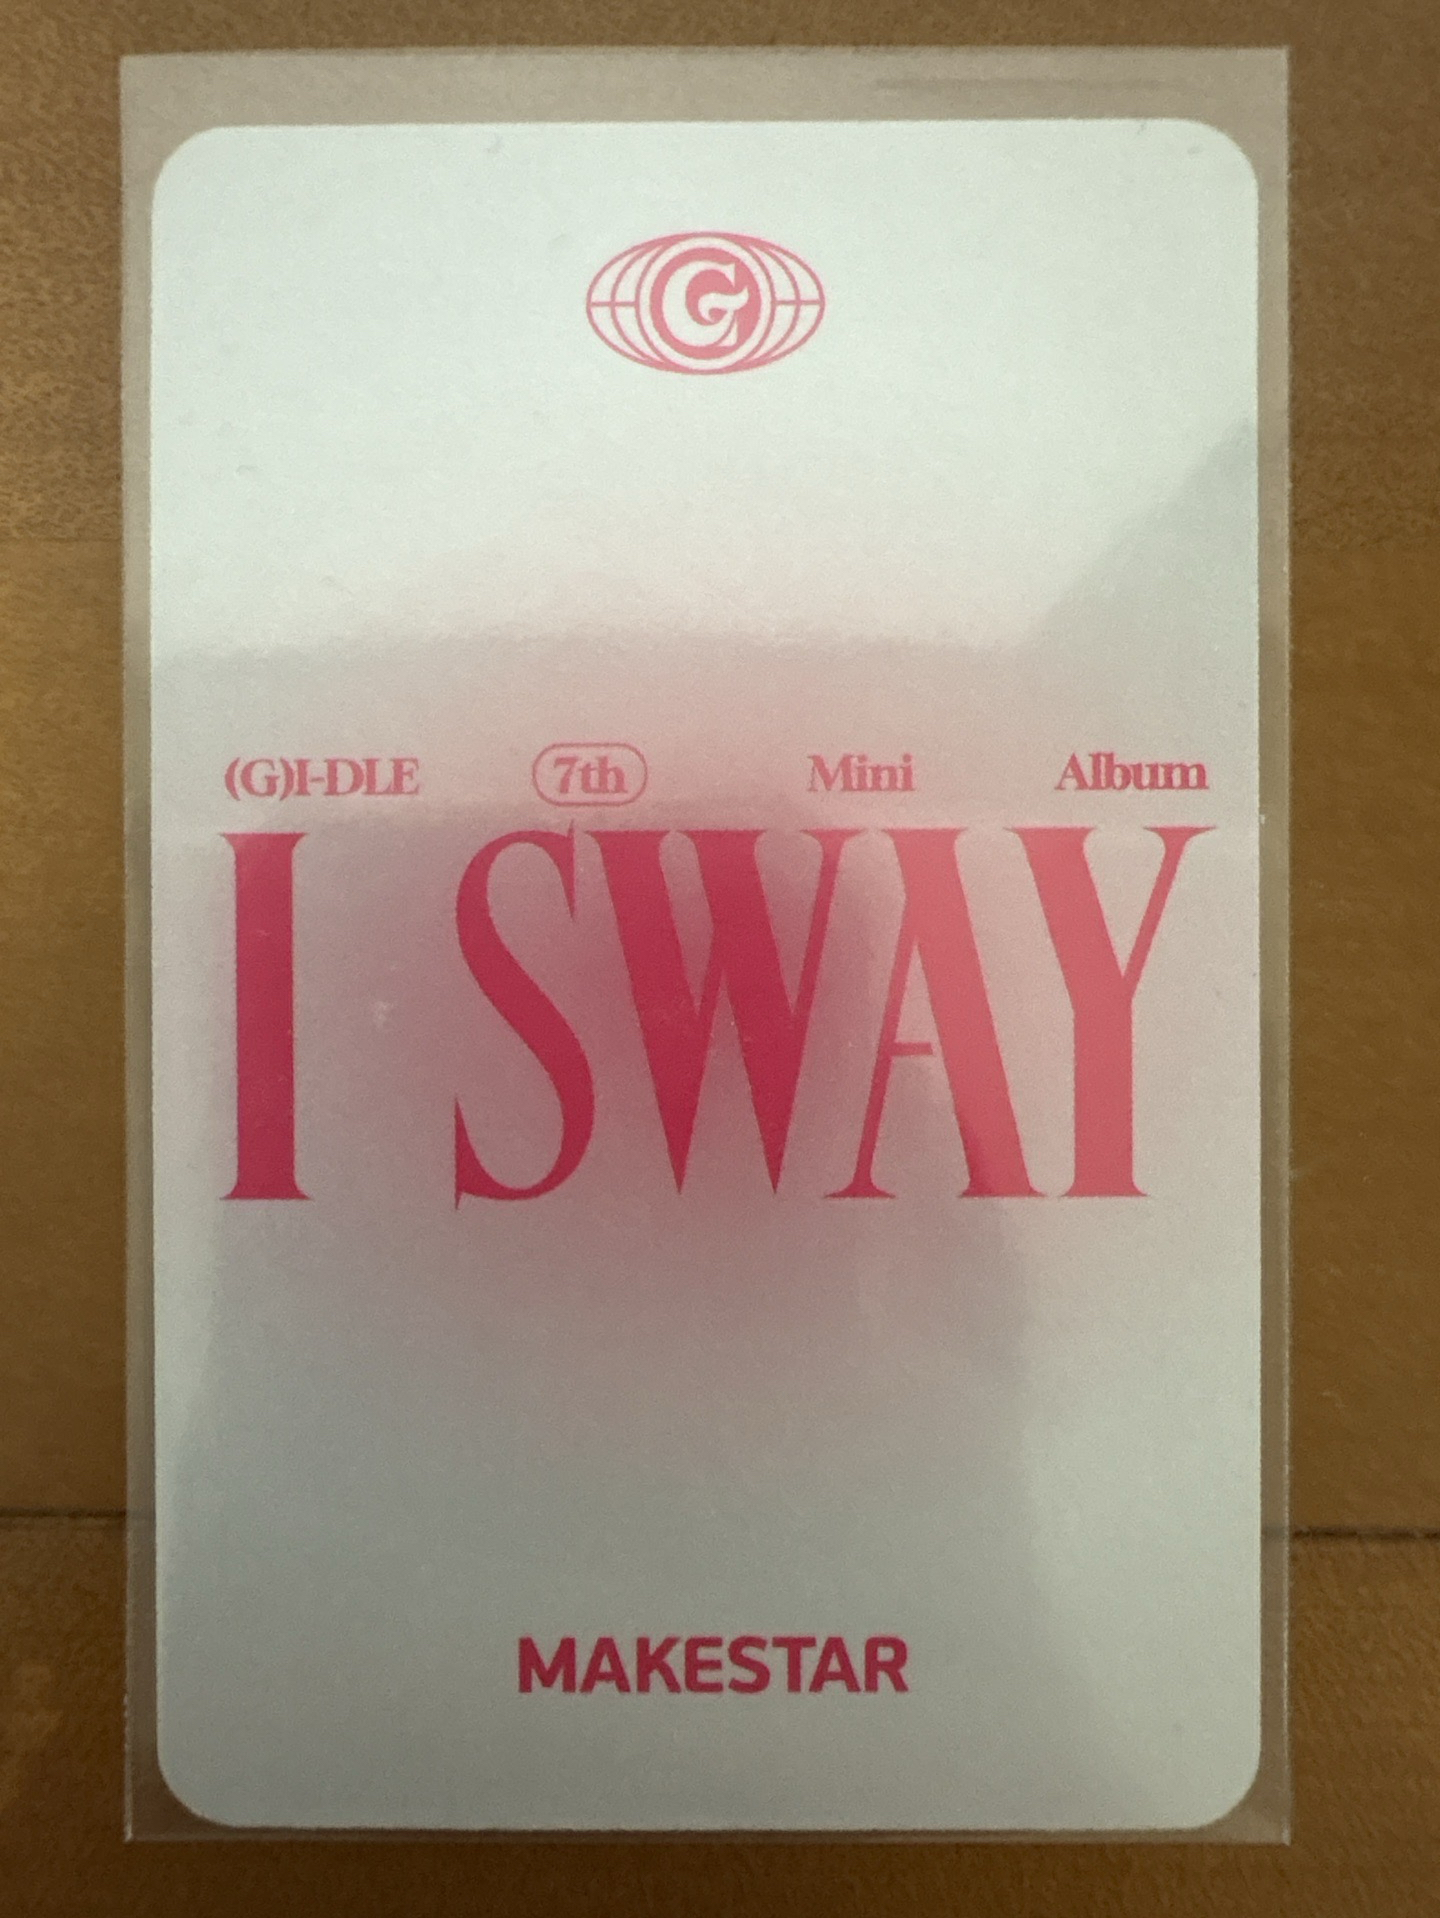 G
(G)I-DLE 7th Mini Album
I SWAY
MAKESTAR